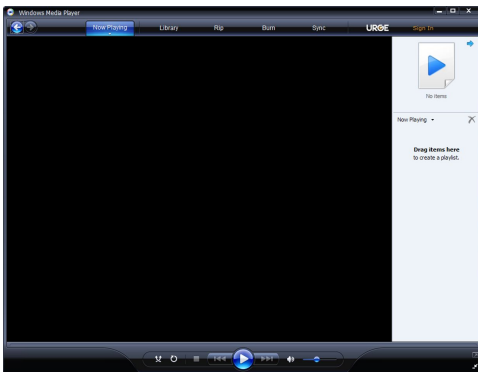 Windows Media Player
Now Playing Library Rip Burn Sync URGE Sign In
No items
Now Playing
Drag items here
to create a playlist.